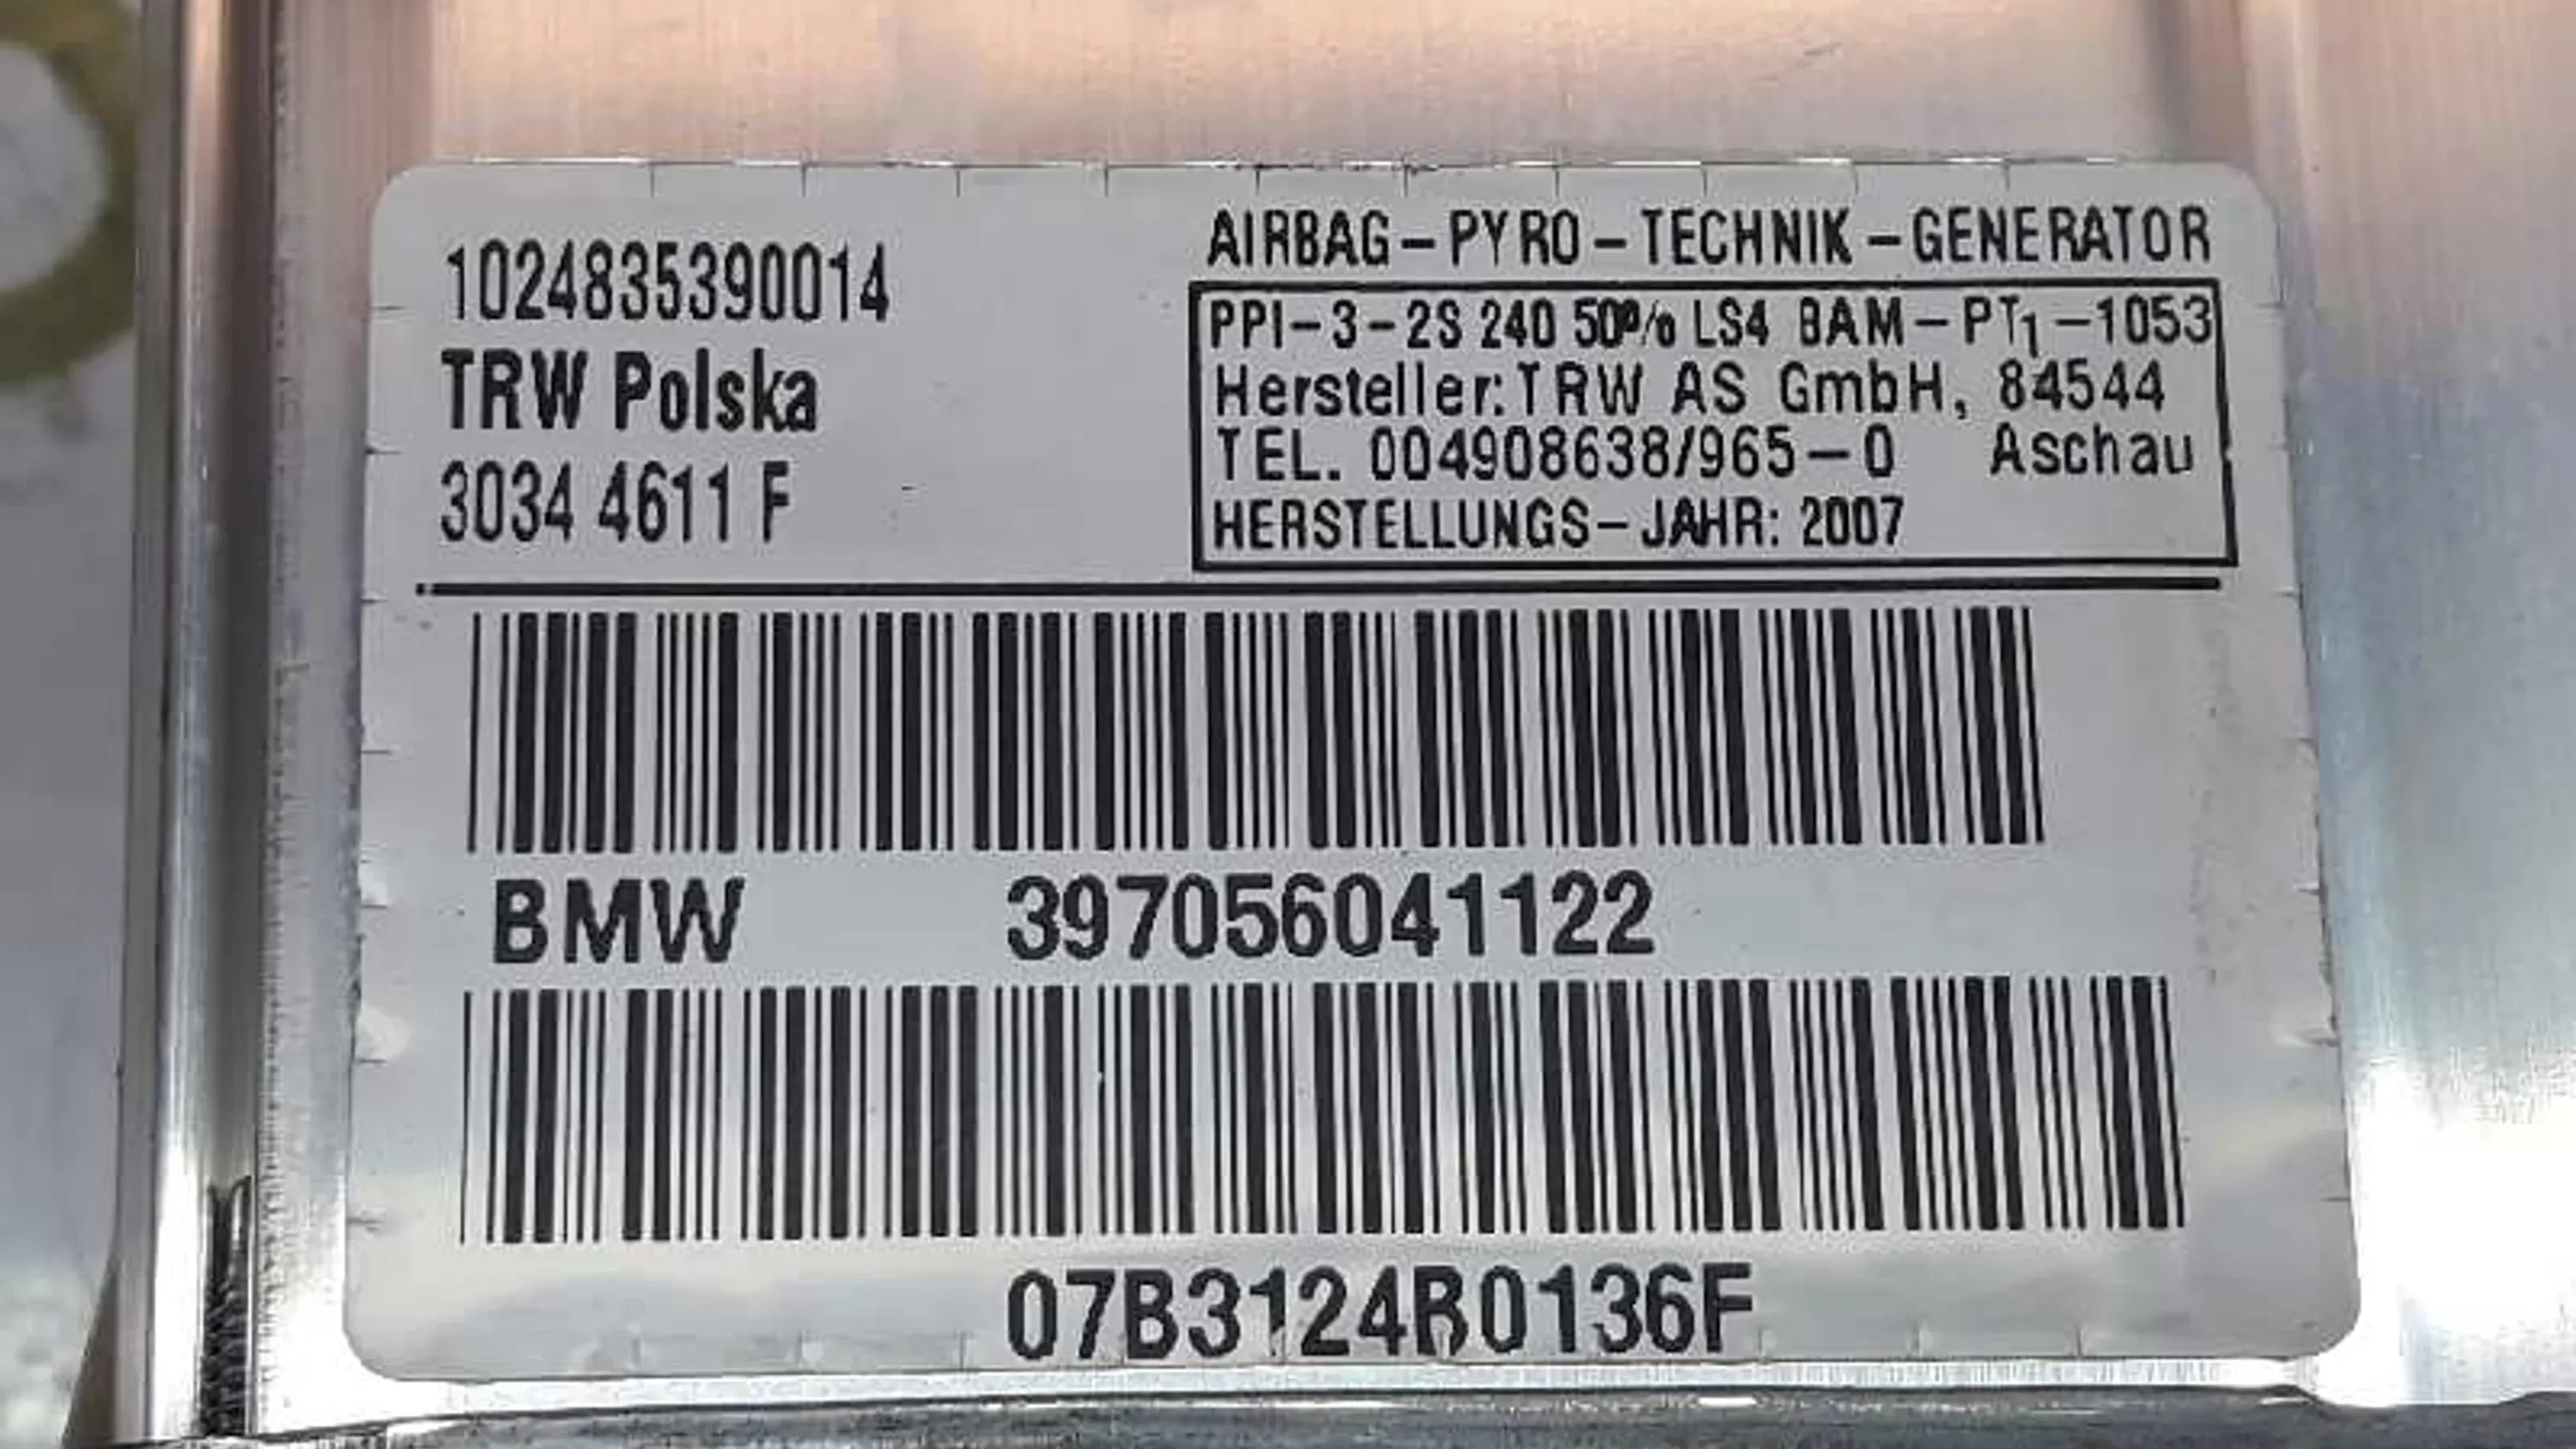 1024835390014
TRW Polska
3034 4611 F
AIRBAG-PYRO-TECHNIK-GENERATOR
PPI-3-2S 240 50% LS4 BAM-PT1-1053
Hersteller: TRW AS GmbH, 84544
TEL. 004908638/965-0 Aschau
HERSTELLUNGS-JAHR: 2007
BMW 397056041122
07B3124R0136F